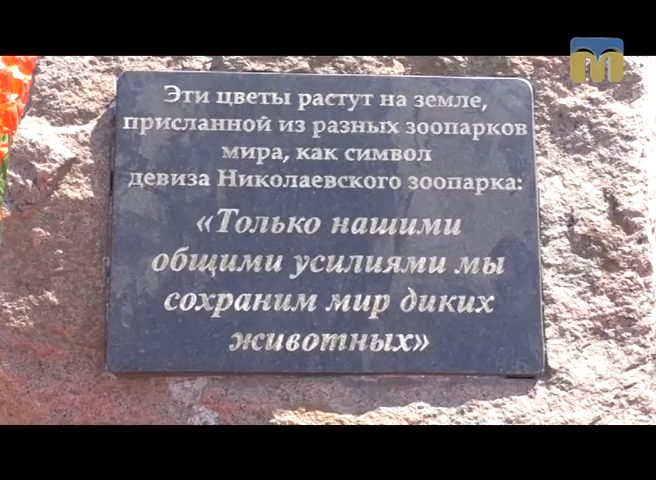 Эти цветы растут на земле,
присланной из разных зоопарков
мира, как символ
девиза Николаевского зоопарка:
«Только нашими
общими усилиями мы
сохраним мир диких
животных»